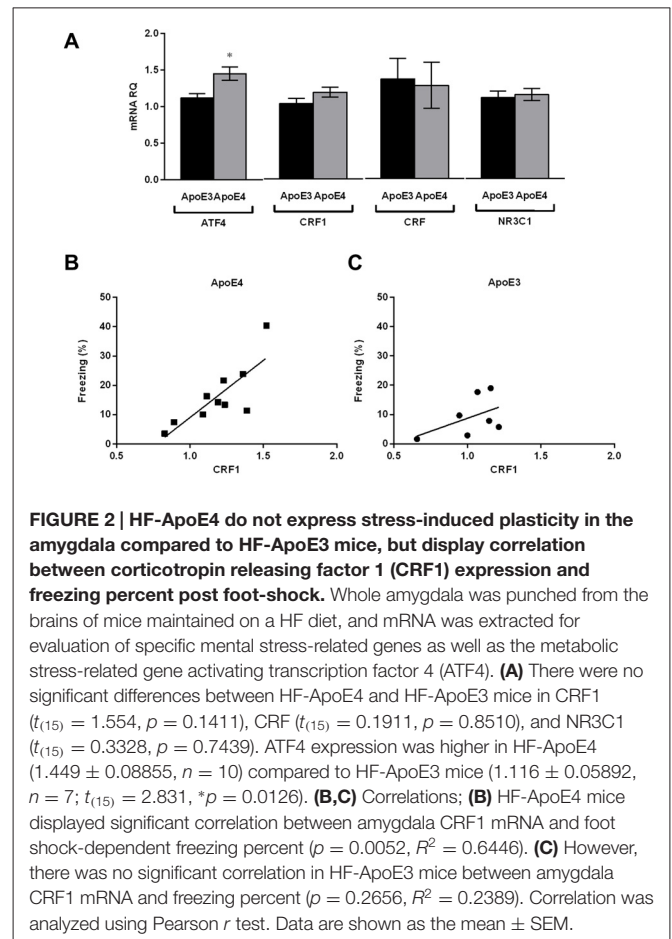 A
mRNA RQ
2.0
1.5
1.0
0.5
0.0
*
ApoE3 ApoE4 ApoE3 ApoE4 ApoE3 ApoE4 ApoE3 ApoE4
ATF4 CRF1 CRF NR3C1
B
ApoE4
Freezing (%)
50
40
30
20
10
0
0.5 1.0 1.5 2.0
CRF1
C
ApoE3
Freezing (%)
50
40
30
20
10
0
0.5 1.0 1.5 2.0
CRF1
FIGURE 2 | HF-ApoE4 do not express stress-induced plasticity in the
amygdala compared to HF-ApoE3 mice, but display correlation
between corticotropin releasing factor 1 (CRF1) expression and
freezing percent post foot-shock. Whole amygdala was punched from the
brains of mice maintained on a HF diet, and mRNA was extracted for
evaluation of specific mental stress-related genes as well as the metabolic
stress-related gene activating transcription factor 4 (ATF4). (A) There were no
significant differences between HF-ApoE4 and HF-ApoE3 mice in CRF1
(t(15) = 1.554, p = 0.1411), CRF (t(15) = 0.1911, p = 0.8510), and NR3C1
(t(15) = 0.3328, p = 0.7439). ATF4 expression was higher in HF-ApoE4
(1.449 ± 0.08855, n = 10) compared to HF-ApoE3 mice (1.116 ± 0.05892,
n = 7; t(15) = 2.831, *p = 0.0126). (B,C) Correlations; (B) HF-ApoE4 mice
displayed significant correlation between amygdala CRF1 mRNA and foot
shock-dependent freezing percent (p = 0.0052, R² = 0.6446). (C) However,
there was no significant correlation in HF-ApoE3 mice between amygdala
CRF1 mRNA and freezing percent (p = 0.2656, R² = 0.2389). Correlation was
analyzed using Pearson r test. Data are shown as the mean ± SEM.